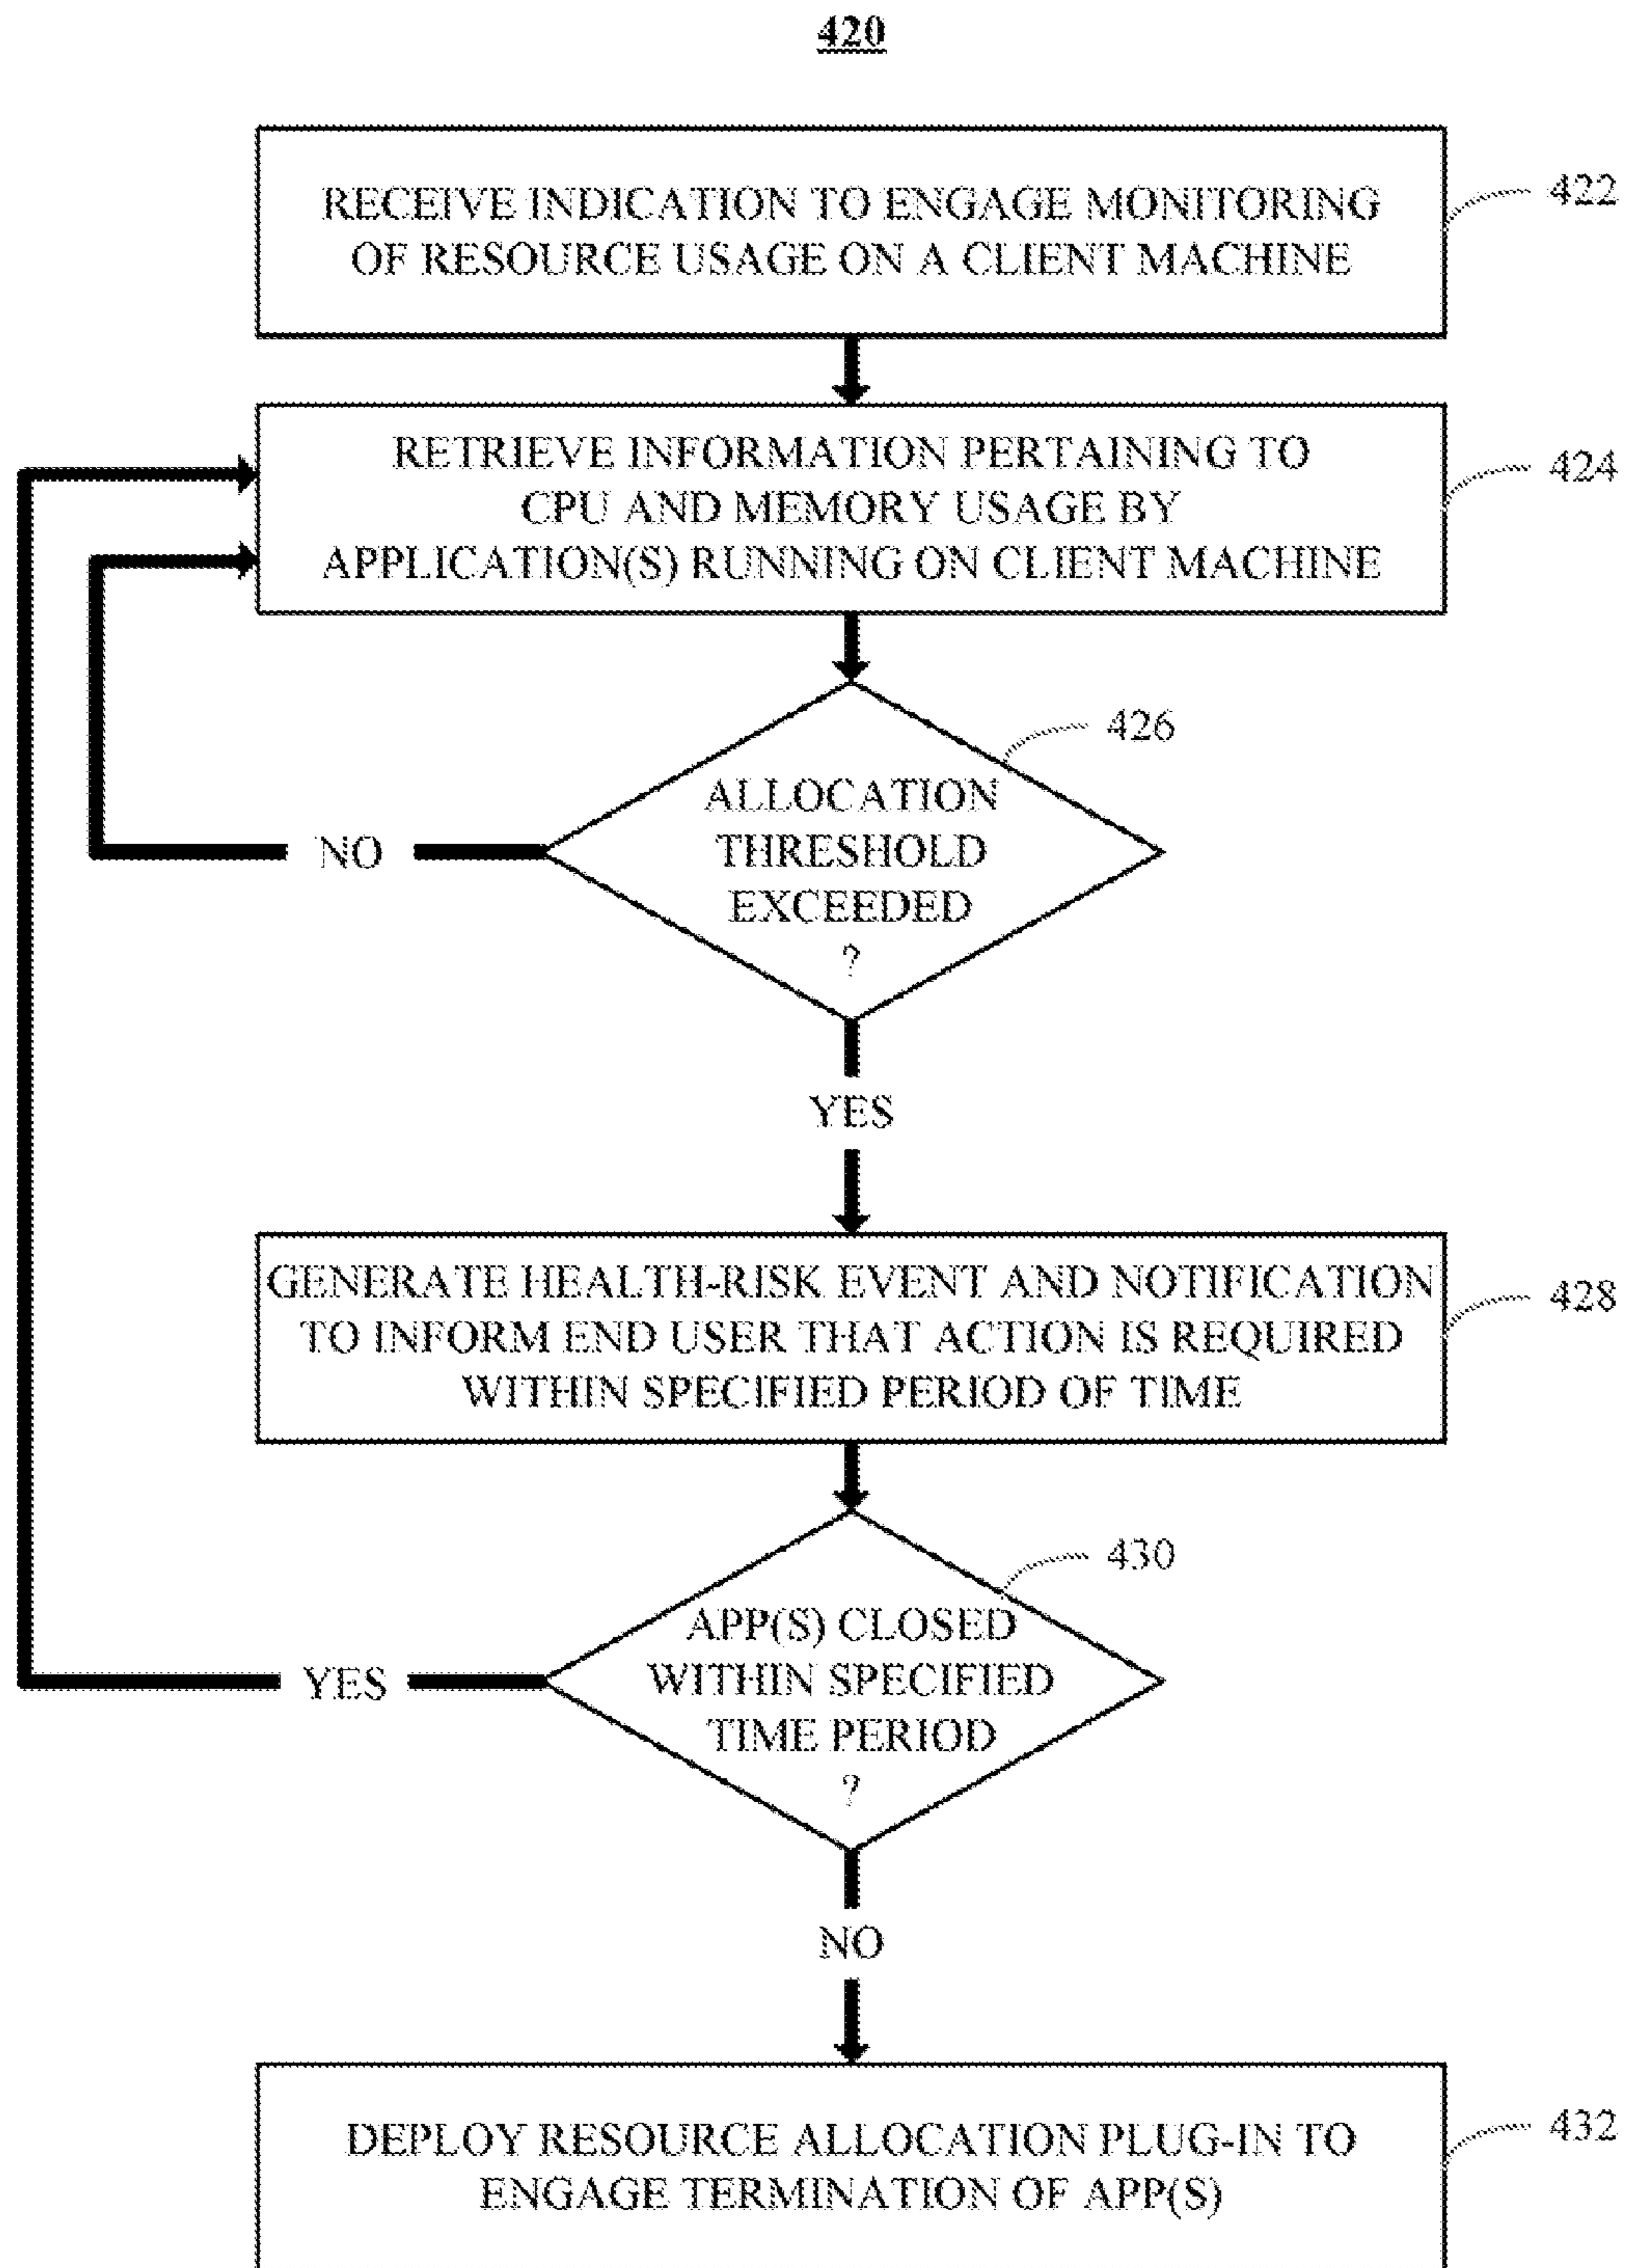 420
RECEIVE INDICATION TO ENGAGE MONITORING
OF RESOURCE USAGE ON A CLIENT MACHINE
422
RETRIEVE INFORMATION PERTAINING TO
CPU AND MEMORY USAGE BY
APPLICATION(S) RUNNING ON CLIENT MACHINE
424
426
ALLOCATION
THRESHOLD
EXCEEDED
?
NO
YES
GENERATE HEALTH-RISK EVENT AND NOTIFICATION
TO INFORM END USER THAT ACTION IS REQUIRED
WITHIN SPECIFIED PERIOD OF TIME
428
430
APP(S) CLOSED
WITHIN SPECIFIED
TIME PERIOD
?
YES
NO
DEPLOY RESOURCE ALLOCATION PLUG-IN TO
ENGAGE TERMINATION OF APP(S)
432